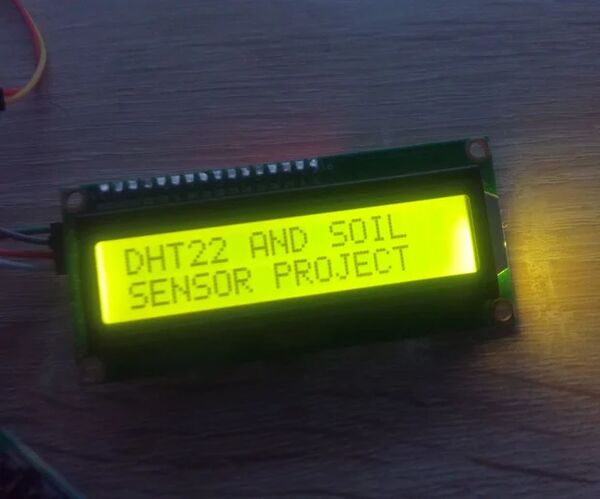 DHT22 AND SOIL
SENSOR PROJECT